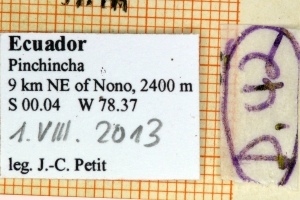 Ecuador
Pinchincha
9 km NE of Nono, 2400 m
S 00.04 W 78.37
1. VIII. 2013
leg. J.-C. Petit